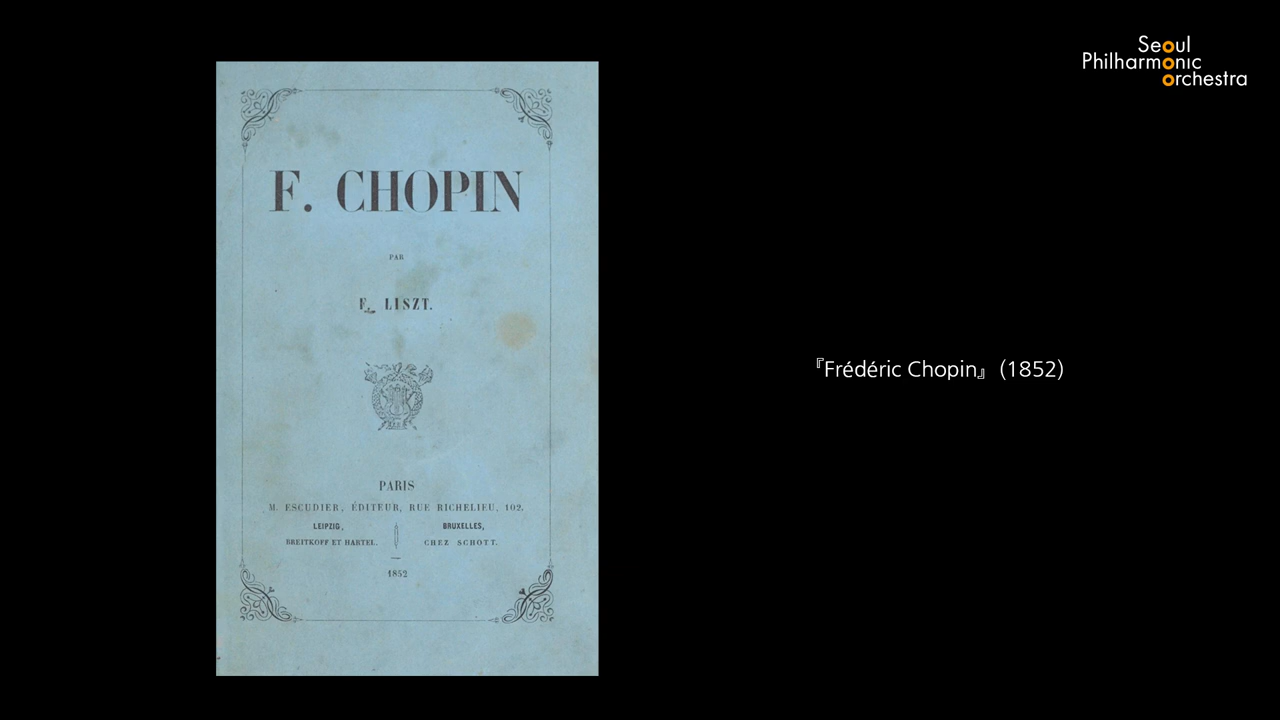 Seoul
Philharmonic
orchestra
F. CHOPIN
PAR
F. LISZT.
PARIS
M. ESCUDIER, ÉDITEUR, RUE RICHELIEU, 102.
LEIPZIG,
BREITKOFF ET HARTEL.
BRUXELLES,
CHEZ SCHOTT.
1852
『Frédéric Chopin』 (1852)